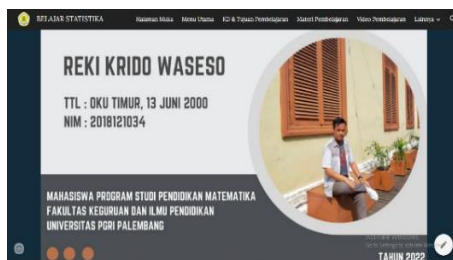 BELAJAR STATISTIKA
Halaman Muka Menu Utama KD & Tujuan Pembelajaran Materi Pembelajaran Video Pembelajaran Lainnya
REKI KRIDO WASESO
TTL : OKU TIMUR, 13 JUNI 2000
NIM : 2018121034
MAHASISWA PROGRAM STUDI PENDIDIKAN MATEMATIKA
FAKULTAS KEGURUAN DAN ILMU PENDIDIKAN
UNIVERSITAS PGRI PALEMBANG
Activate Windows
TAHUN 2022